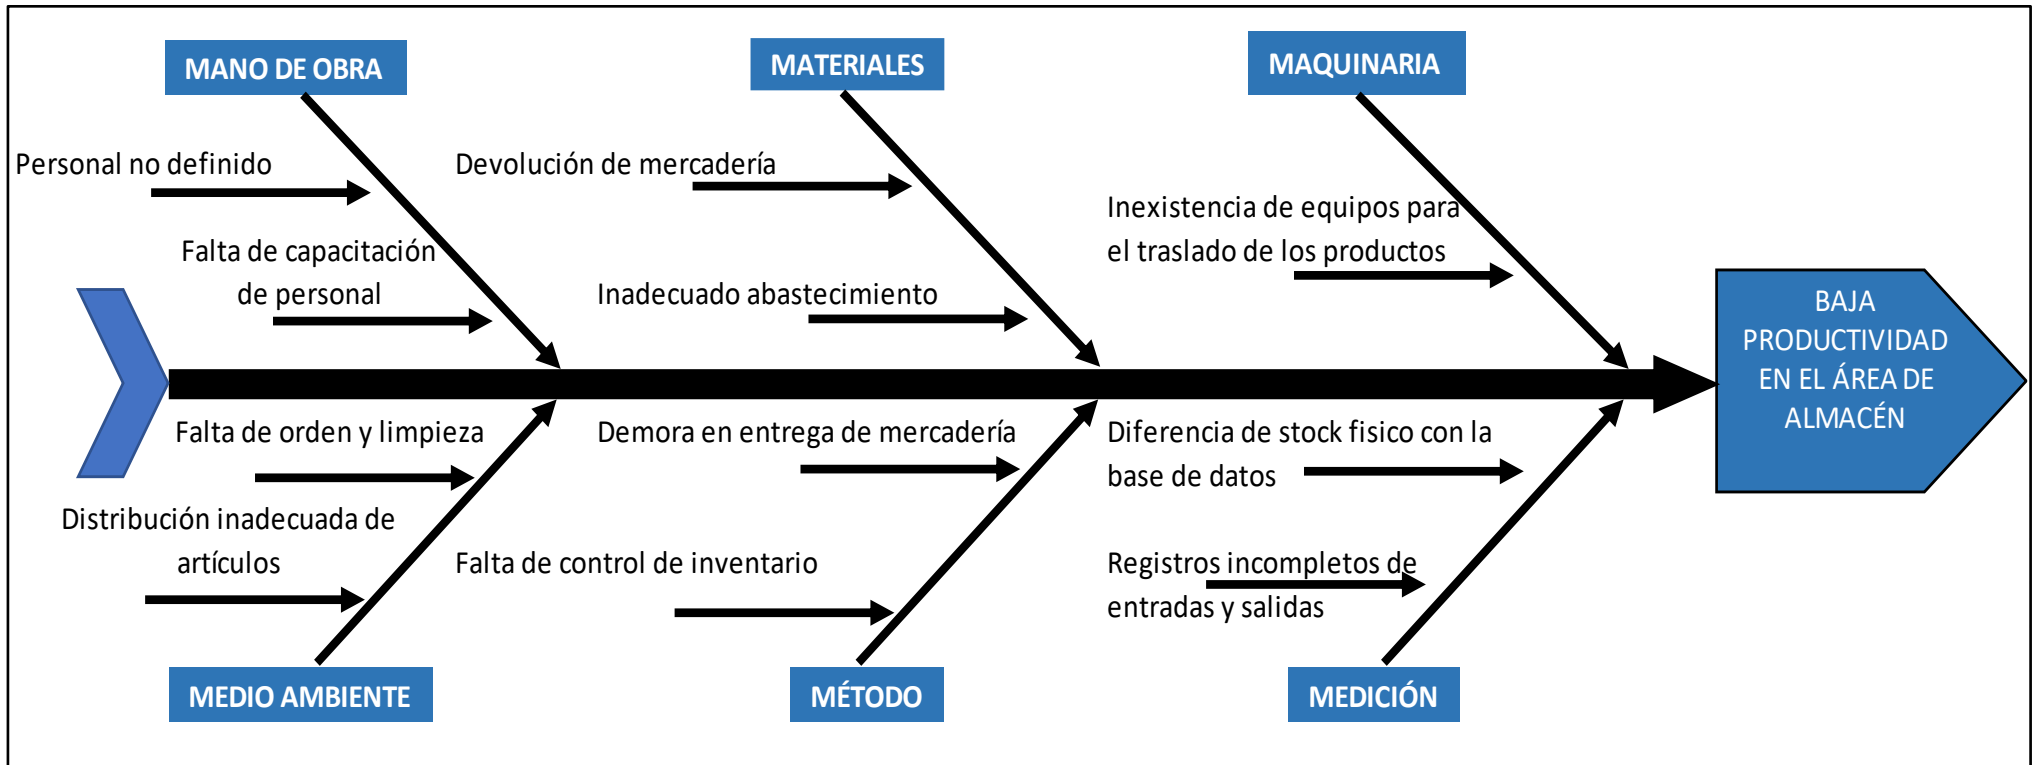 MANO DE OBRA
MATERIALES
MAQUINARIA
Personal no definido
Devolución de mercadería
Inexistencia de equipos para
el traslado de los productos
Falta de capacitación
de personal
Inadecuado abastecimiento
BAJA
PRODUCTIVIDAD
EN EL ÁREA DE
ALMACÉN
Falta de orden y limpieza
Demora en entrega de mercadería
Diferencia de stock fisico con la
base de datos
Distribución inadecuada de
artículos
Falta de control de inventario
Registros incompletos de
entradas y salidas
MEDIO AMBIENTE
MÉTODO
MEDICIÓN